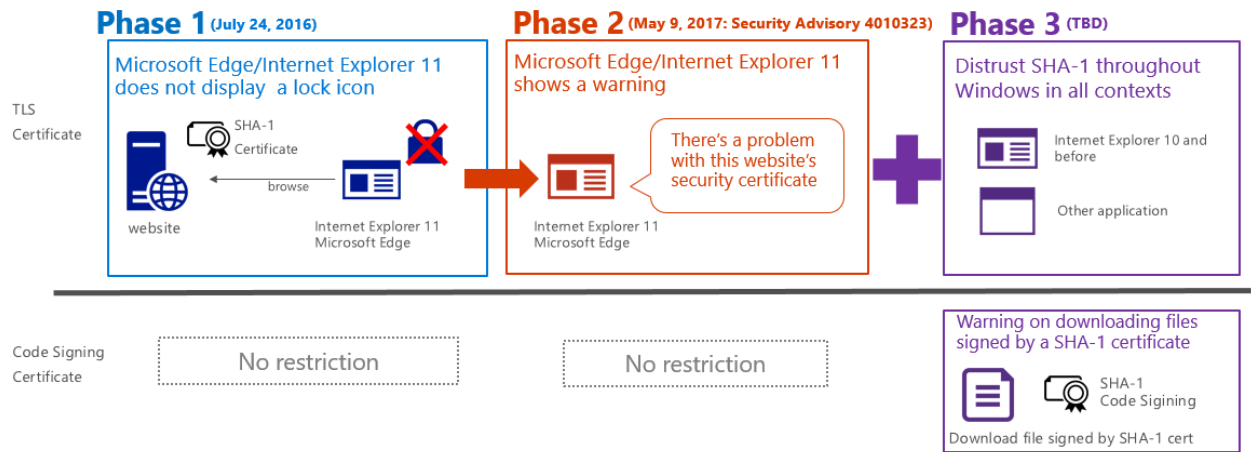 Phase 1 (July 24, 2016)
Microsoft Edge/Internet Explorer 11
does not display a lock icon
TLS
Certificate
SHA-1
Certificate
browse
website
Internet Explorer 11
Microsoft Edge
Phase 2 (May 9, 2017: Security Advisory 4010323)
Microsoft Edge/Internet Explorer 11
shows a warning
There's a problem
with this website's
security certificate
Internet Explorer 11
Microsoft Edge
Phase 3 (TBD)
Distrust SHA-1 throughout
Windows in all contexts
Internet Explorer 10 and
before
Other application
Code Signing
Certificate
No restriction
No restriction
Warning on downloading files
signed by a SHA-1 certificate
SHA-1
Code Sigining
Download file signed by SHA-1 cert